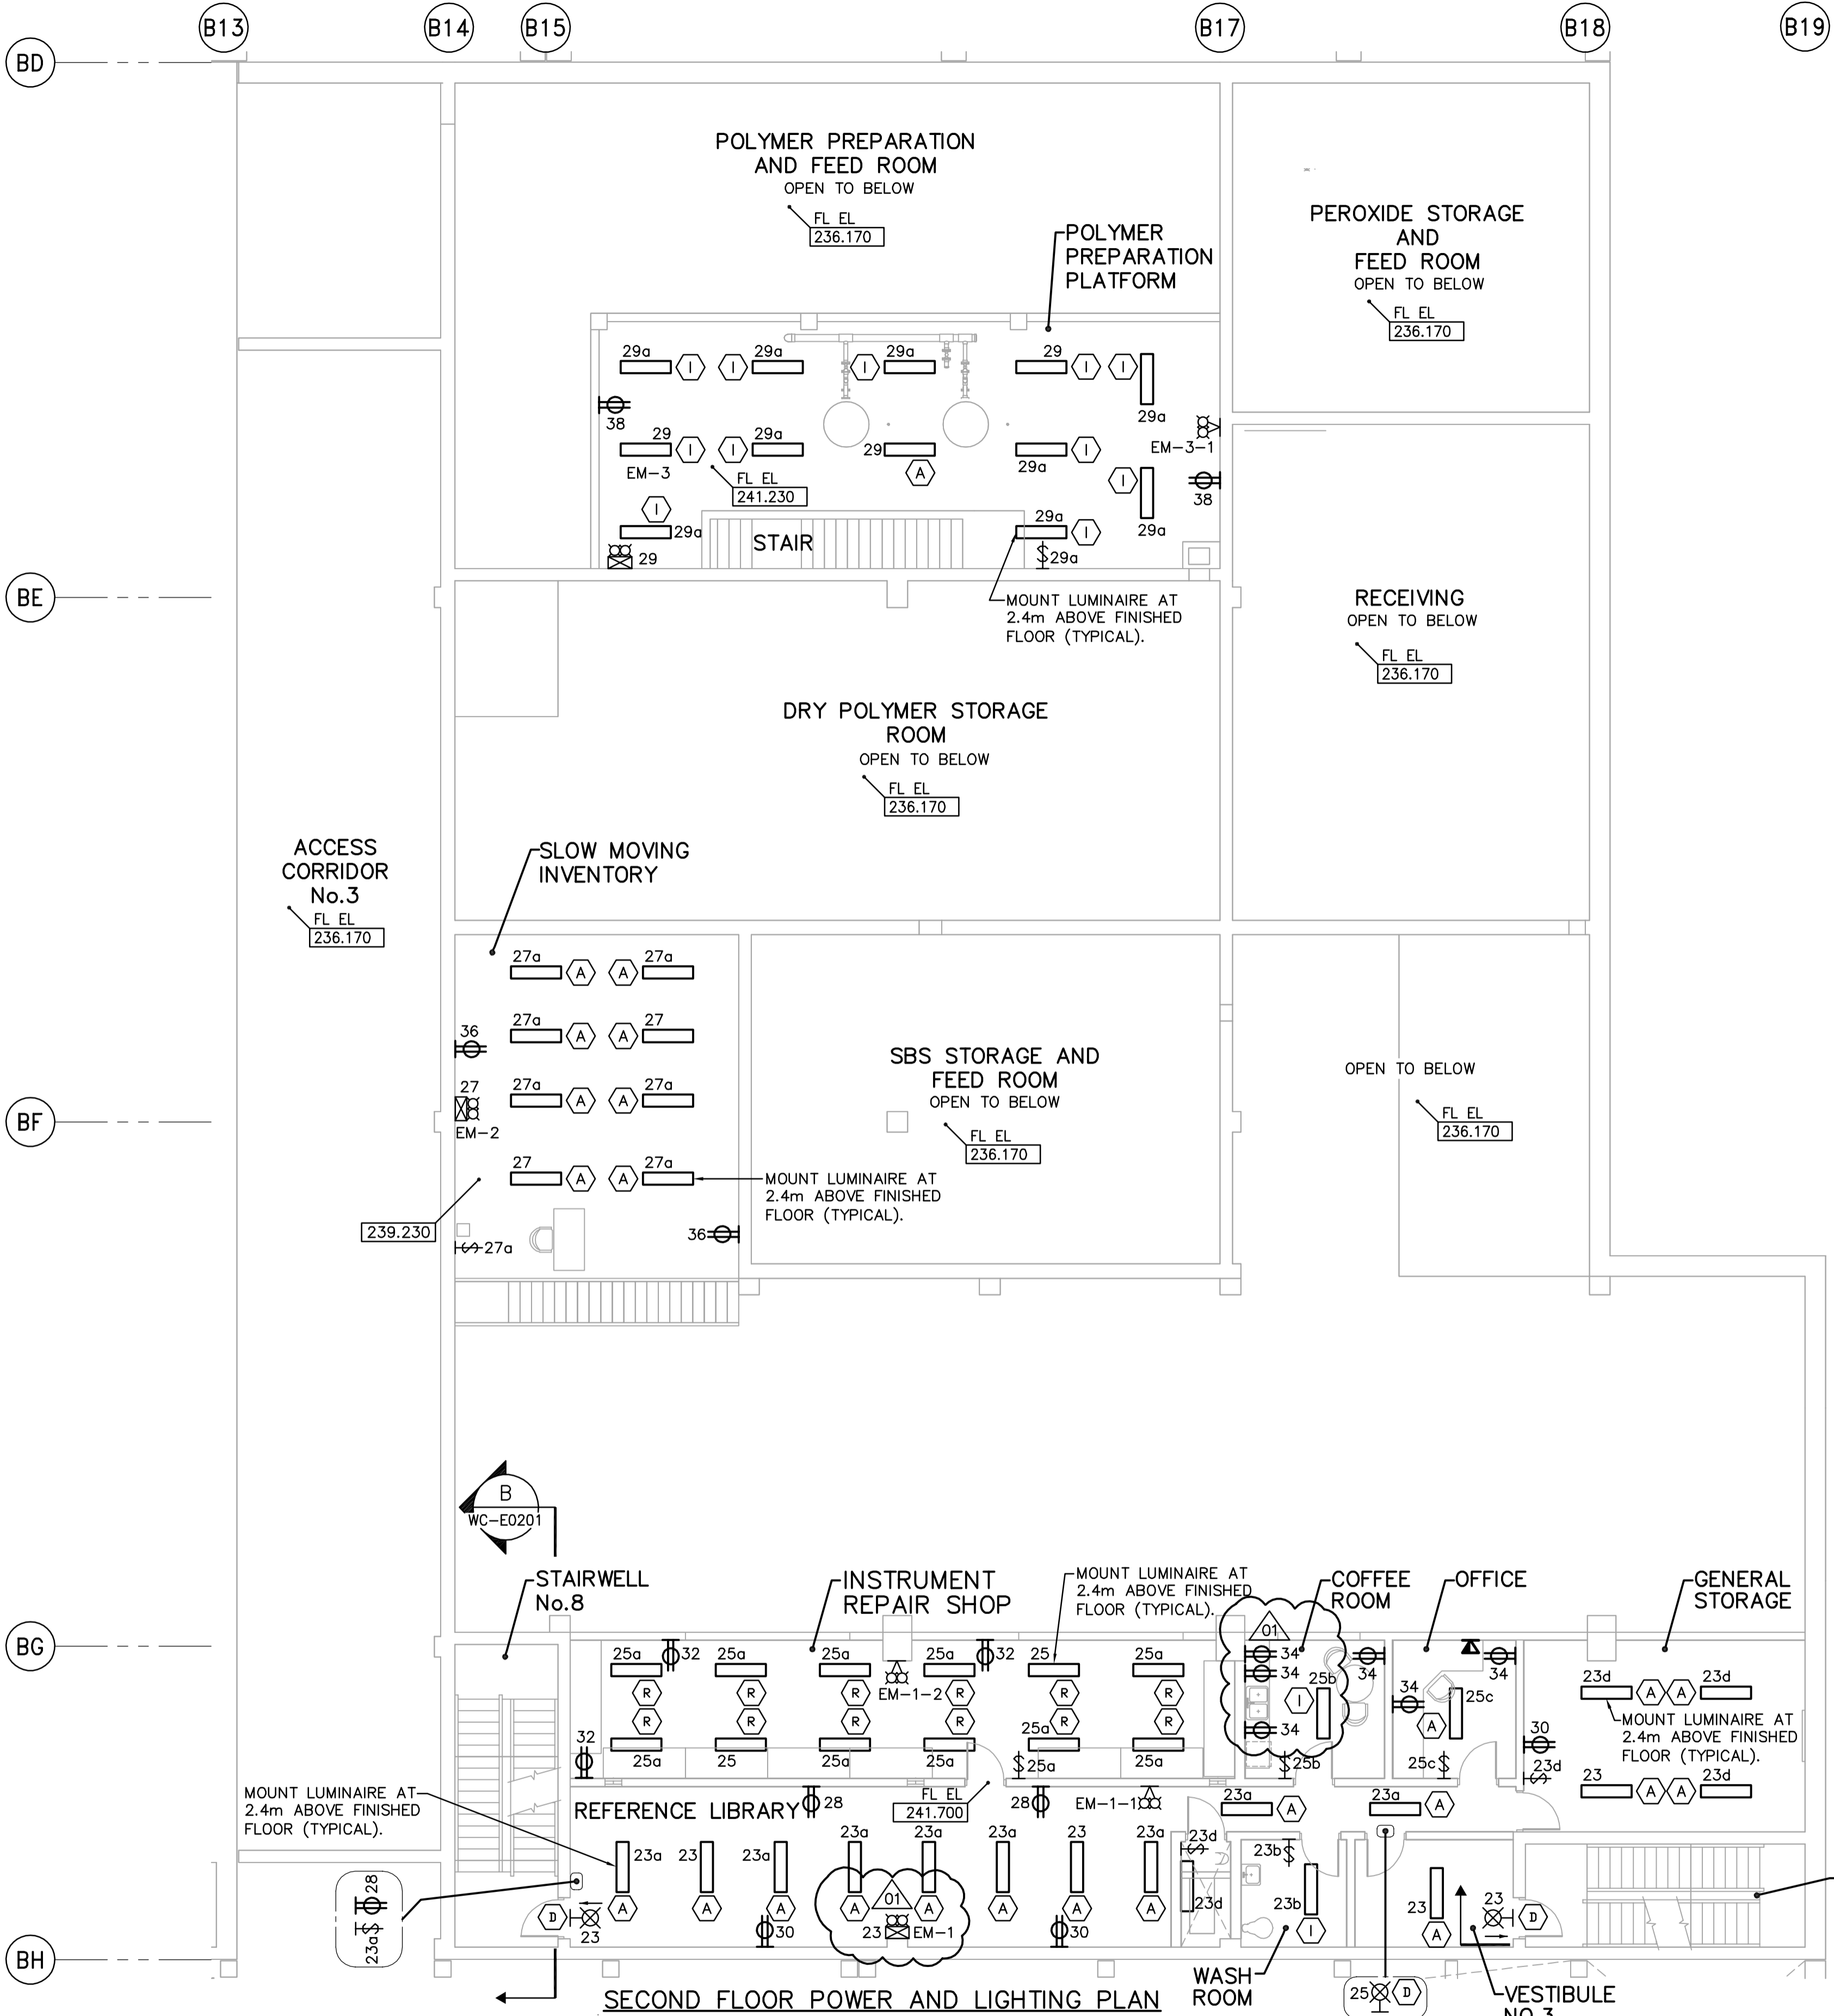 B13
B14
B15
B17
B18
B19
BD
POLYMER PREPARATION
AND FEED ROOM
OPEN TO BELOW
FL EL
236.170
POLYMER
PREPARATION
PLATFORM
PEROXIDE STORAGE
AND
FEED ROOM
OPEN TO BELOW
FL EL
236.170
29a
I
I
29a
I
29a
29
I
I
29a
38
29
I
I
29a
29
A
29a
I
EM-3-1
EM-3
FL EL
241.230
I
38
29a
I
29a
29a
I
29a
STAIR
29
29a
BE
MOUNT LUMINAIRE AT
2.4m ABOVE FINISHED
FLOOR (TYPICAL).
RECEIVING
OPEN TO BELOW
FL EL
236.170
DRY POLYMER STORAGE
ROOM
OPEN TO BELOW
FL EL
236.170
ACCESS
CORRIDOR
No.3
FL EL
236.170
SLOW MOVING
INVENTORY
27a
A
A
27a
36
27a
A
A
27
27
27a
A
A
27a
EM-2
27
A
A
27a
MOUNT LUMINAIRE AT
2.4m ABOVE FINISHED
FLOOR (TYPICAL).
239.230
27a
36
SBS STORAGE AND
FEED ROOM
OPEN TO BELOW
FL EL
236.170
OPEN TO BELOW
FL EL
236.170
BF
B
WC-E0201
STAIRWELL
No.8
INSTRUMENT
REPAIR SHOP
MOUNT LUMINAIRE AT
2.4m ABOVE FINISHED
FLOOR (TYPICAL).
COFFEE
ROOM
OFFICE
GENERAL
STORAGE
BG
01
25a
32
25a
25a
25a
32
25
25a
R
R
R
EM-1-2
R
R
R
R
R
R
R
R
R
25a
25
25a
25a
25a
25a
32
25a
34
34
34
34
25b
I
25b
34
34
25c
A
25c
23d
A
A
23d
MOUNT LUMINAIRE AT
2.4m ABOVE FINISHED
FLOOR (TYPICAL).
30
23d
23
A
A
23d
MOUNT LUMINAIRE AT
2.4m ABOVE FINISHED
FLOOR (TYPICAL).
REFERENCE LIBRARY
28
FL EL
241.700
28
EM-1-1
23a
A
23a
A
23a
23
23a
23a
23a
23a
23
23a
A
A
A
A
A
A
A
A
01
23
EM-1
30
30
28
23a
D
23
23d
23d
23b
23b
I
23
A
23
D
BH
WASH
ROOM
25
D
VESTIBULE
NO.3
SECOND FLOOR POWER AND LIGHTING PLAN